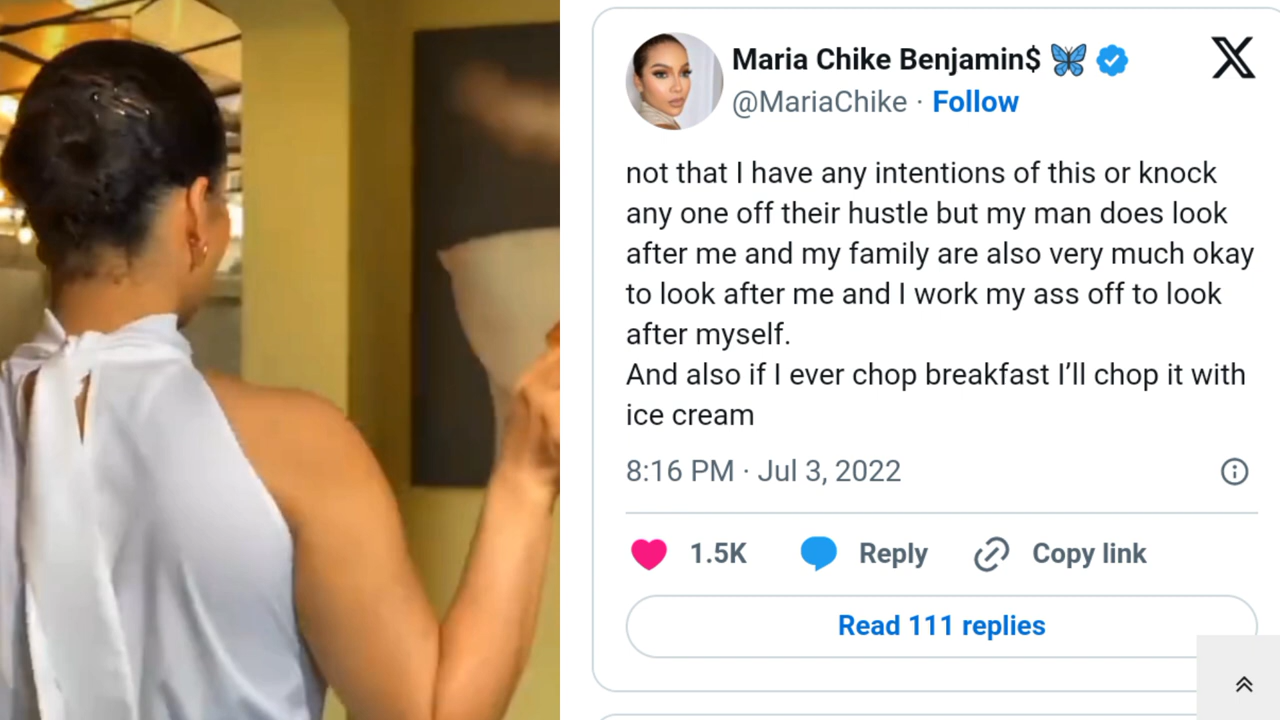 Maria Chike Benjamin$ 🦋
@MariaChike · Follow
not that I have any intentions of this or knock
any one off their hustle but my man does look
after me and my family are also very much okay
to look after me and I work my ass off to look
after myself.
And also if I ever chop breakfast I’ll chop it with
ice cream
8:16 PM · Jul 3, 2022
1.5K Reply Copy link
Read 111 replies